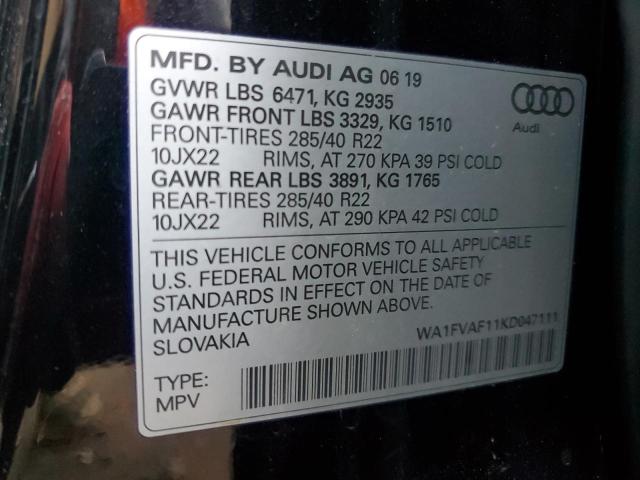 MFD. BY AUDI AG 06 19
GVWR LBS 6471, KG 2935
GAWR FRONT LBS 3329, KG 1510
FRONT-TIRES 285/40 R22
10JX22 RIMS, AT 270 KPA 39 PSI COLD
GAWR REAR LBS 3891, KG 1765
REAR-TIRES 285/40 R22
10JX22 RIMS, AT 290 KPA 42 PSI COLD
Audi
THIS VEHICLE CONFORMS TO ALL APPLICABLE
U.S. FEDERAL MOTOR VEHICLE SAFETY
STANDARDS IN EFFECT ON THE DATE OF
MANUFACTURE SHOWN ABOVE.
SLOVAKIA
WA1FVAF11KD047111
TYPE:
MPV